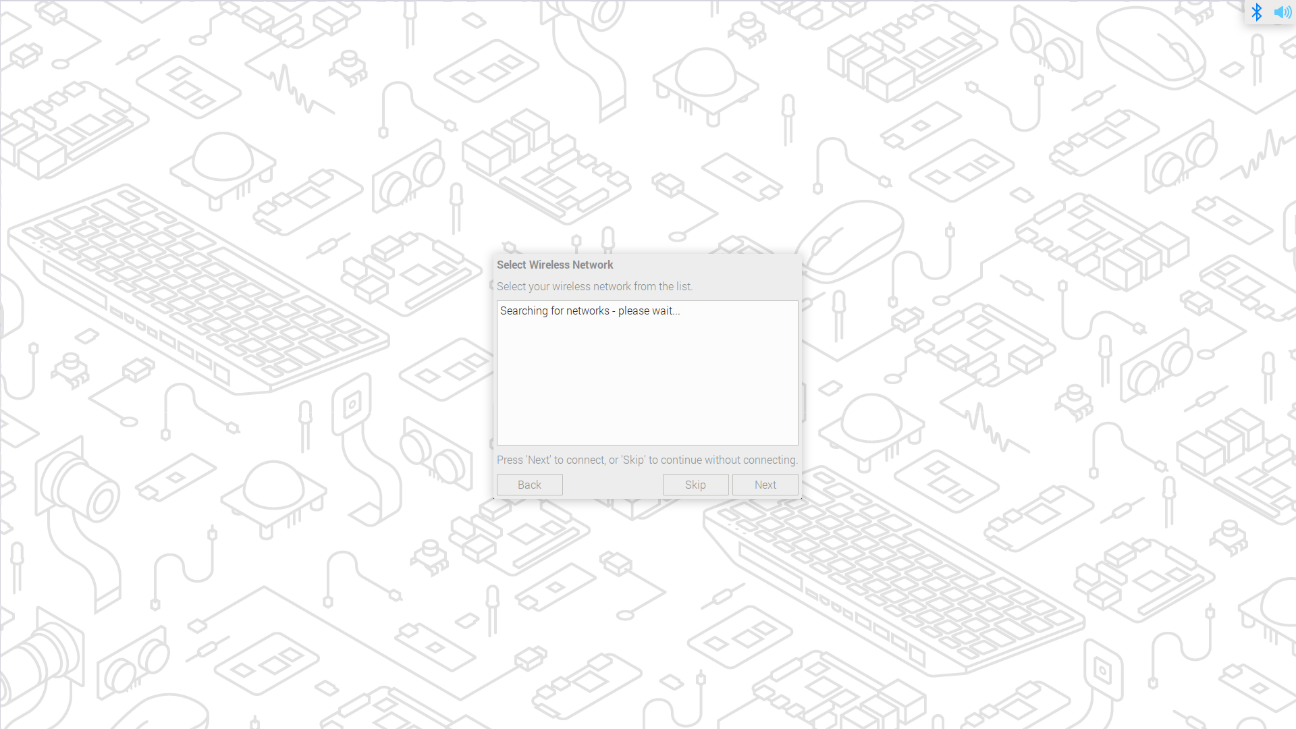 Select Wireless Network
Select your wireless network from the list.
Searching for networks - please wait...
Press 'Next' to connect, or 'Skip' to continue without connecting.
Back
Skip
Next